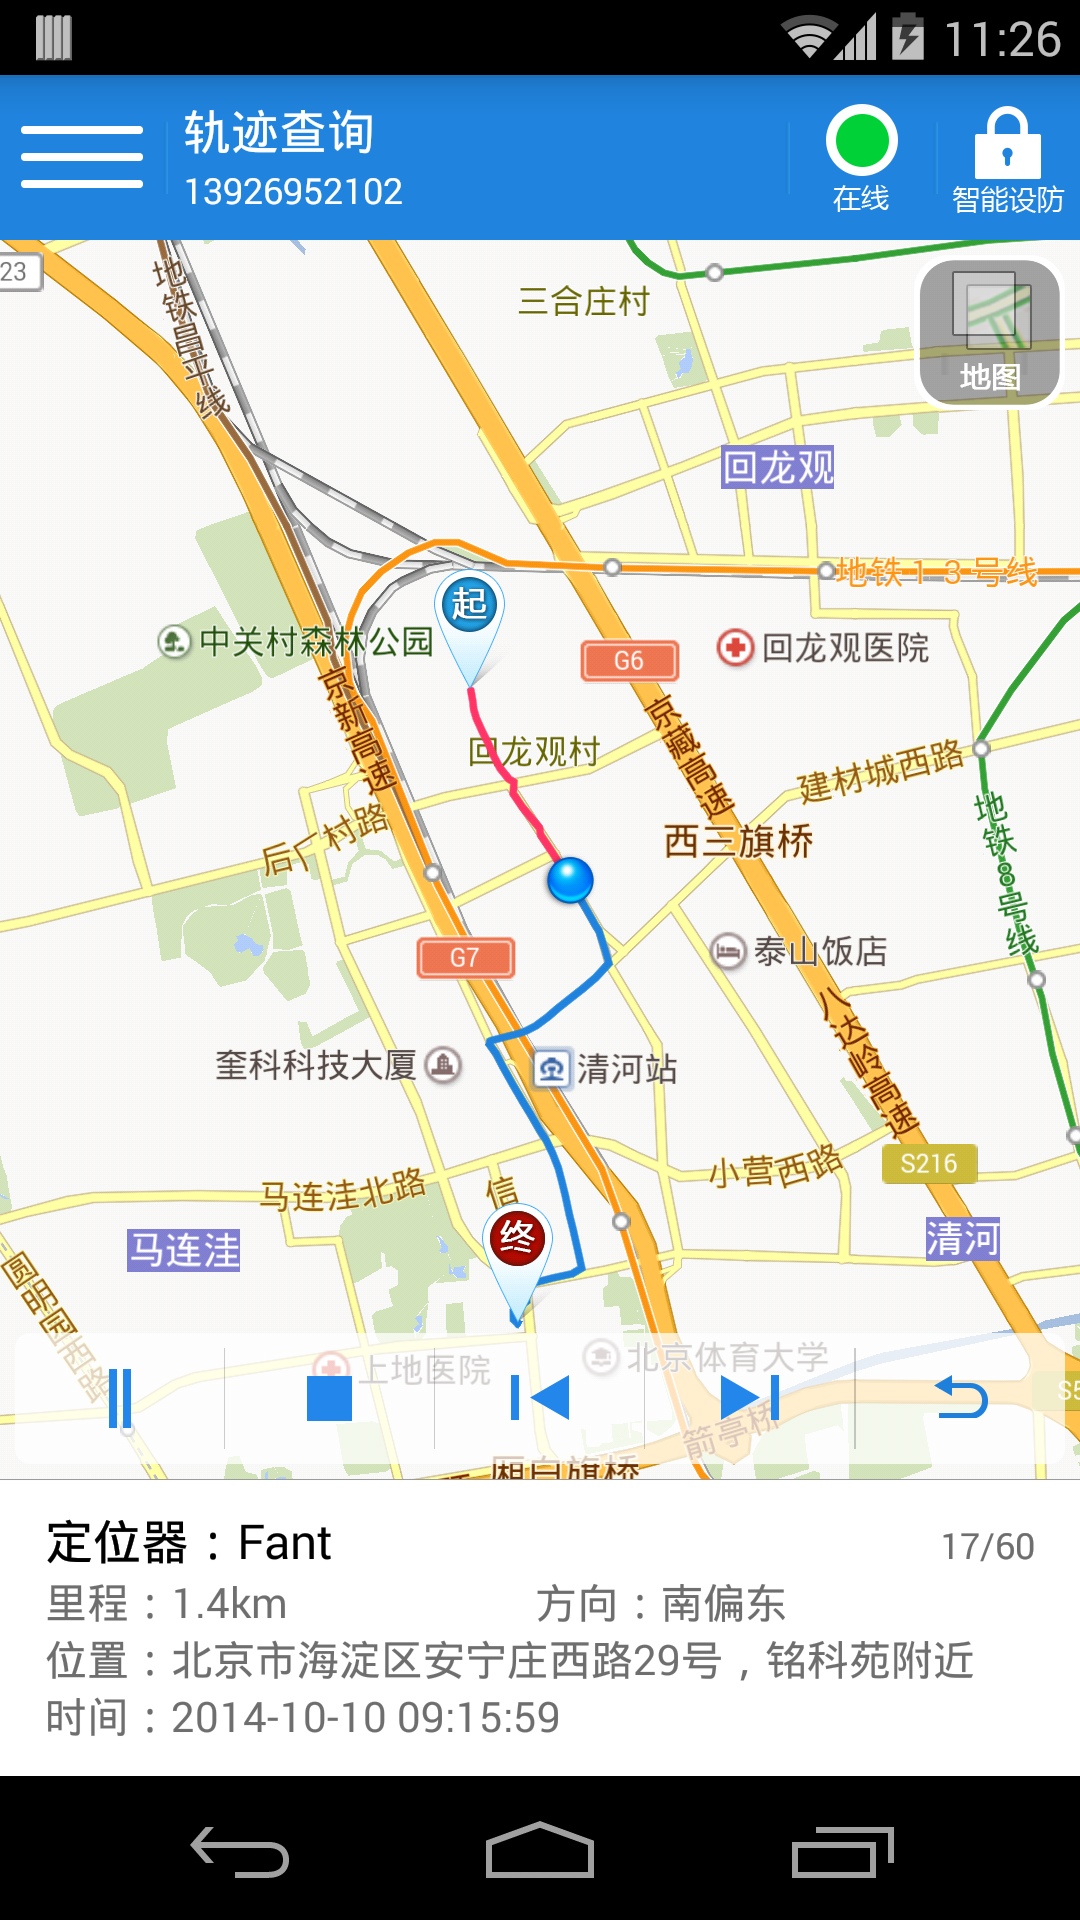 11:26
轨迹查询
13926952102
在线
智能设防
23
地铁昌平线
三合庄村
地图
回龙观
地铁13号线
起
中关村森林公园
G6
回龙观医院
京新高速
京藏高速
回龙观村
建材城西路
地铁8号线
后厂村路
西三旗桥
G7
泰山饭店
八达岭高速
奎科科技大厦
清河站
小营西路
S216
马连洼北路
信
终
马连洼
清河
圆明园西路
上地医院
北京体育大学
箭亭桥
厢白旗桥
定位器：Fant
17/60
里程：1.4km
方向：南偏东
位置：北京市海淀区安宁庄西路29号，铭科苑附近
时间：2014-10-10 09:15:59